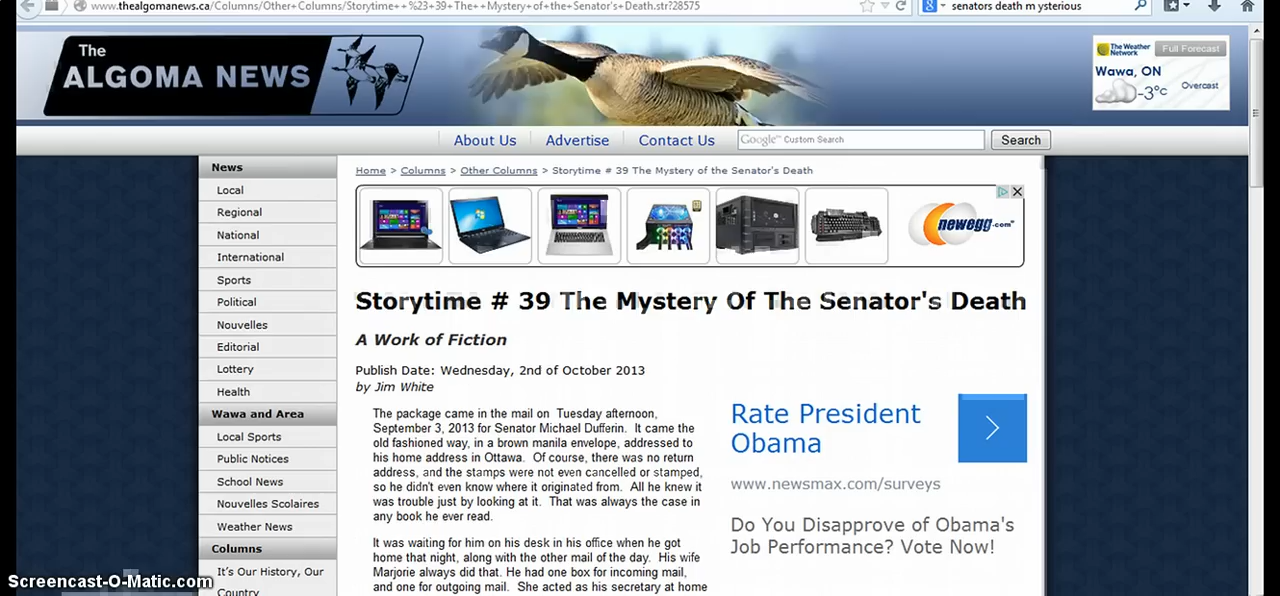 www.thealgomanews.ca/Columns/Other+Columns/Storytime++%23+39+The++Mystery+of+the+Senator's+Death.str?28575
senators death m ysterious
The
ALGOMA NEWS
The Weather Network
Full Forecast
Wawa, ON
-3°c
Overcast
About Us
Advertise
Contact Us
Google™ Custom Search
Search
News
Local
Regional
National
International
Sports
Political
Nouvelles
Editorial
Lottery
Health
Wawa and Area
Local Sports
Public Notices
School News
Nouvelles Scolaires
Weather News
Columns
It's Our History, Our
Country
Home > Columns > Other Columns > Storytime # 39 The Mystery of the Senator's Death
newegg.com
Storytime # 39 The Mystery Of The Senator's Death
A Work of Fiction
Publish Date: Wednesday, 2nd of October 2013
by Jim White
The package came in the mail on Tuesday afternoon,
September 3, 2013 for Senator Michael Dufferin. It came the
old fashioned way, in a brown manila envelope, addressed to
his home address in Ottawa. Of course, there was no return
address, and the stamps were not even cancelled or stamped,
so he didn't even know where it originated from. All he knew it
was trouble just by looking at it. That was always the case in
any book he ever read.
It was waiting for him on his desk in his office when he got
home that night, along with the other mail of the day. His wife
Marjorie always did that. He had one box for incoming mail,
and one for outgoing mail. She acted as his secretary at home
Rate President
Obama
www.newsmax.com/surveys
Do You Disapprove of Obama's
Job Performance? Vote Now!
Screencast-O-Matic.com